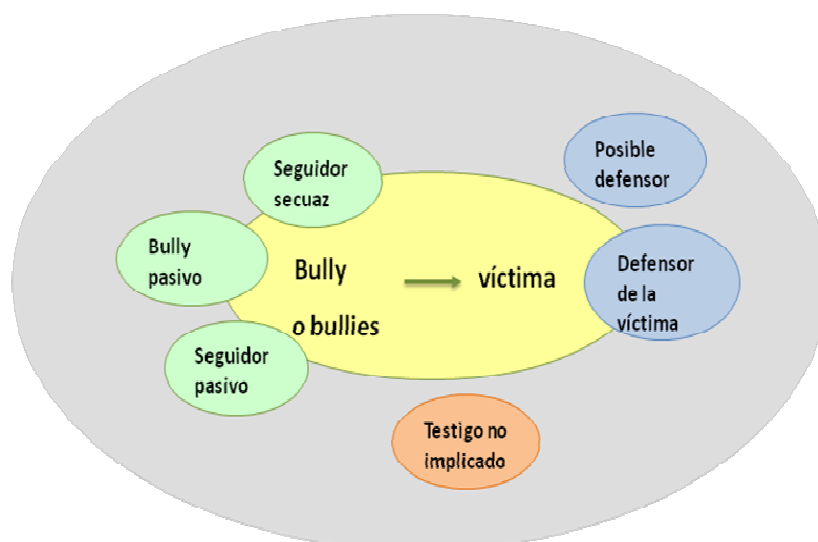 Seguidor
secuaz
Posible
defensor
Bully
pasivo
Bully
o bullies
víctima
Defensor
de la
víctima
Seguidor
pasivo
Testigo no
implicado